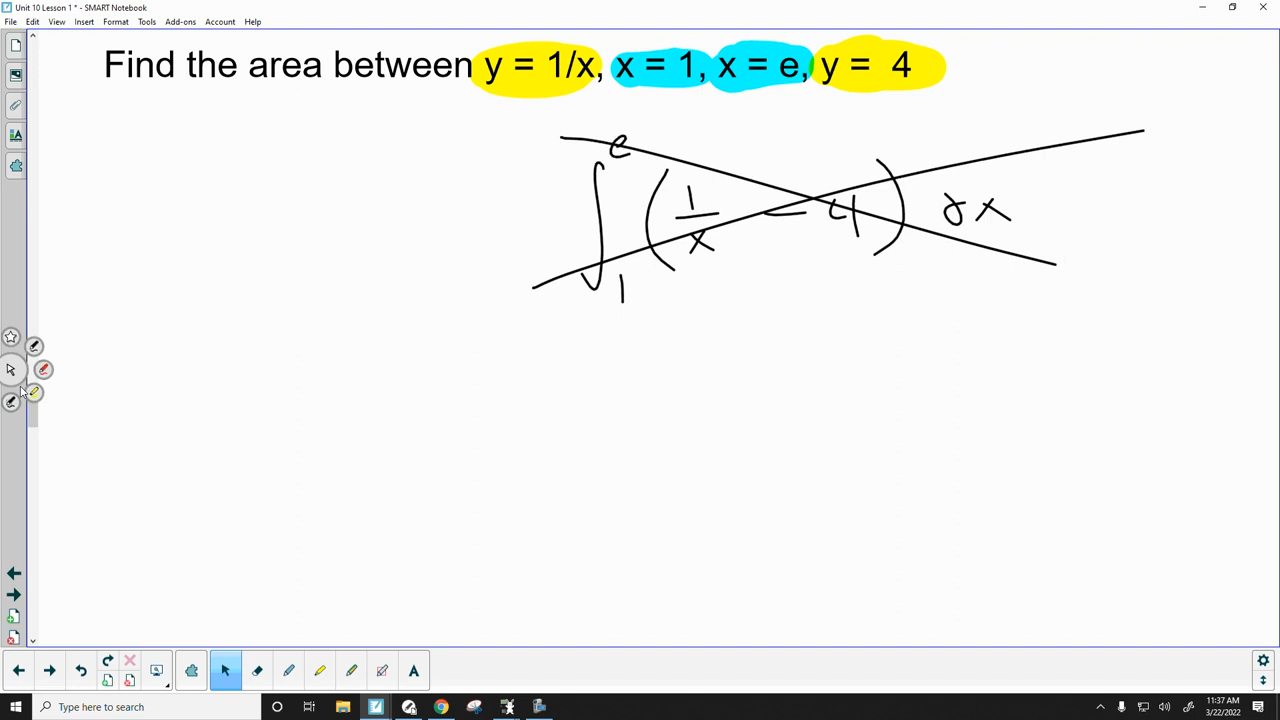 Unit 10 Lesson 1 * - SMART Notebook
File Edit View Insert Format Tools Add-ons Account Help
Find the area between y = 1/x, x = 1, x = e, y = 4
∫ e 1 ( 1/x − 4 ) dx
A
Type here to search
11:37 AM
3/22/2022